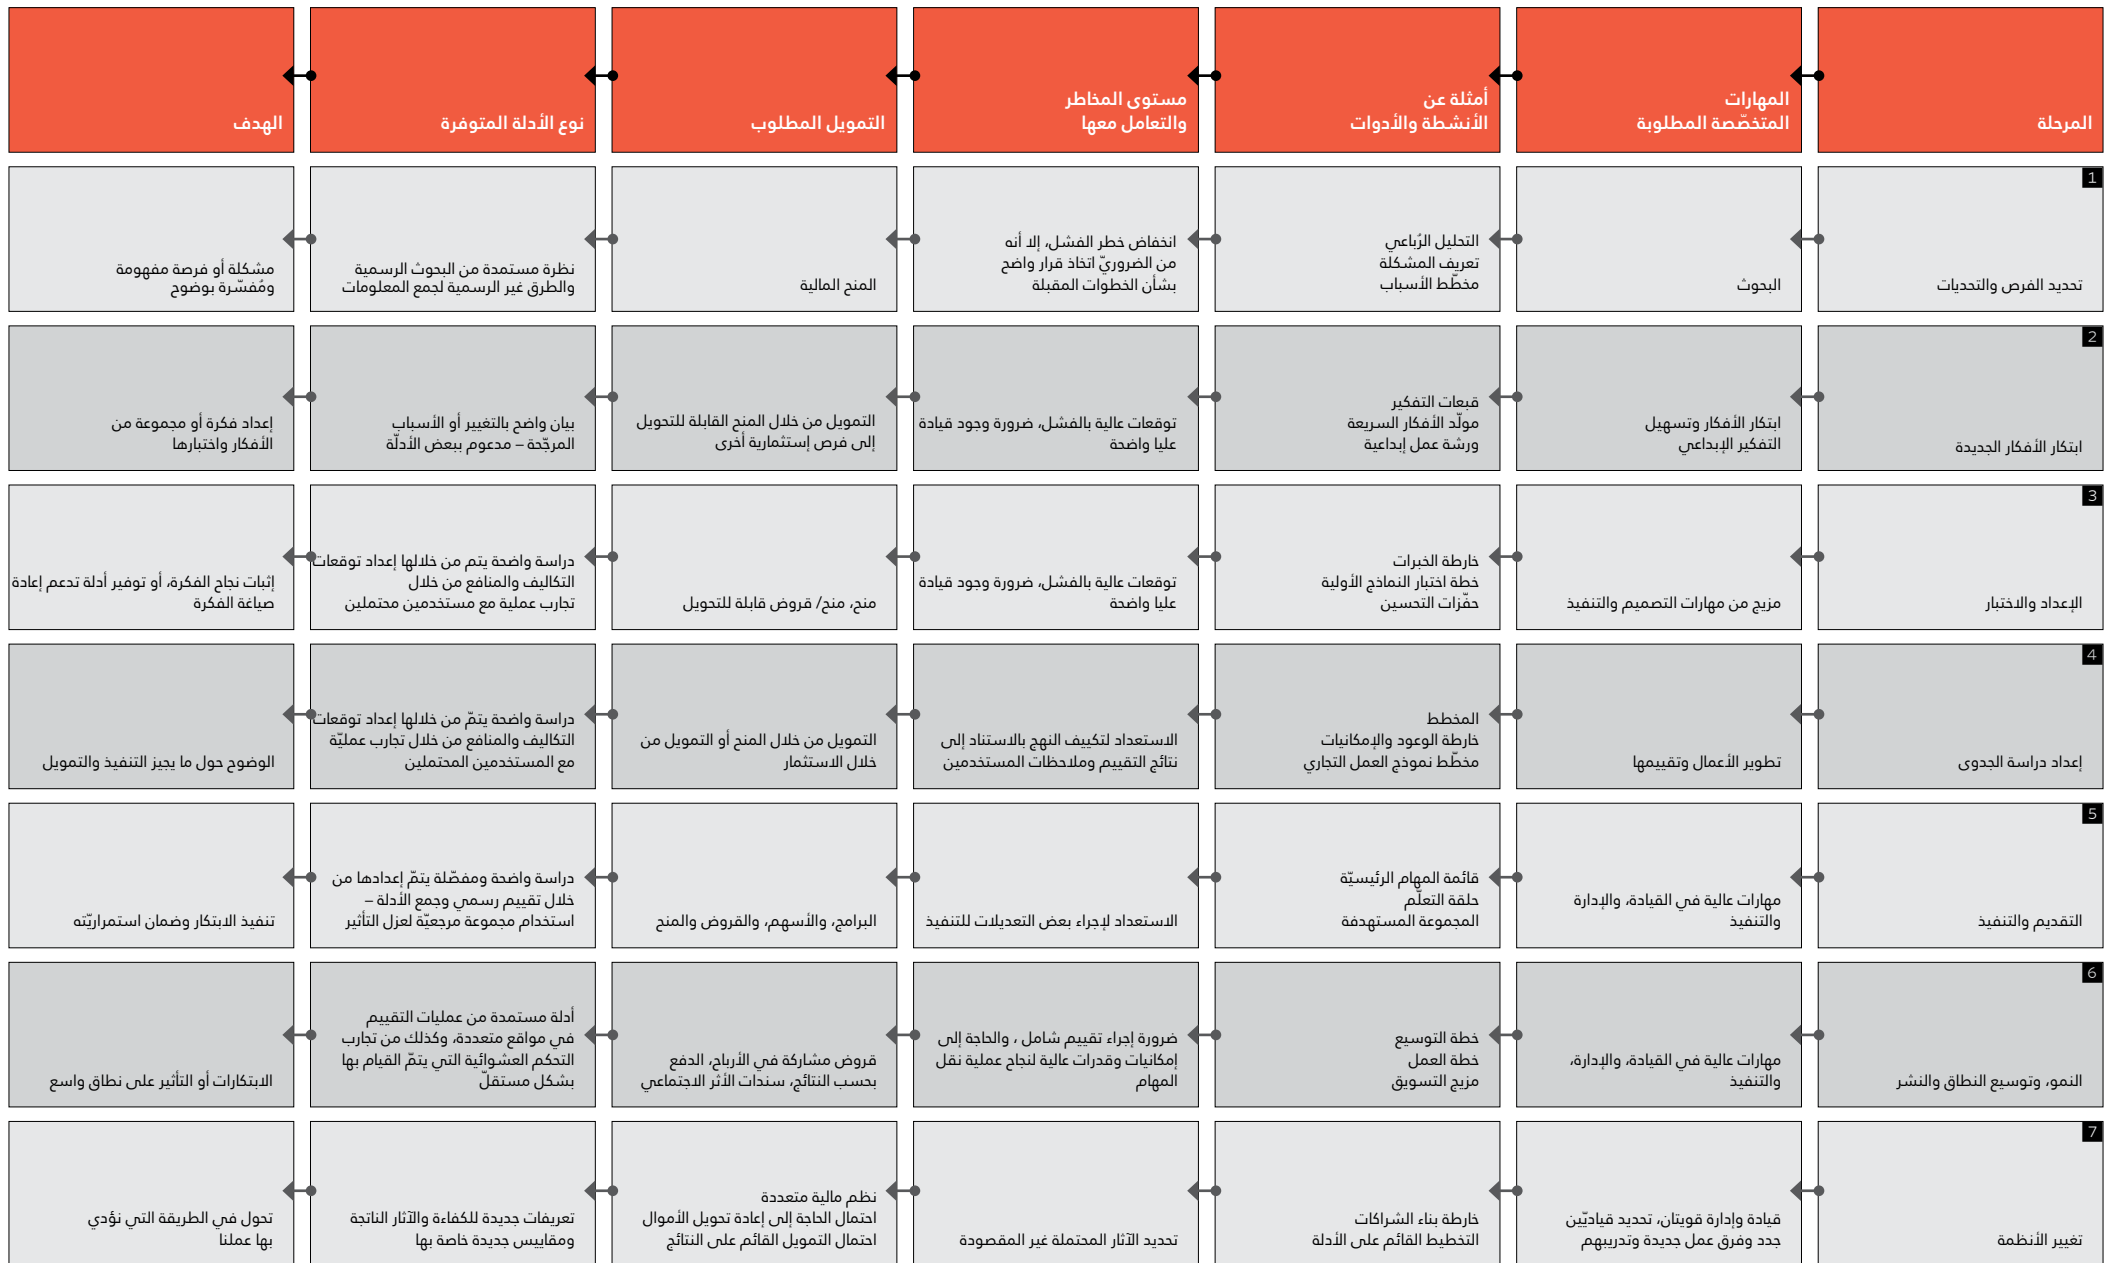 المرحلة
المهارات
المتخصّصة المطلوبة
أمثلة عن
الأنشطة والأدوات
مستوى المخاطر
والتعامل معها
التمويل المطلوب
نوع الأدلة المتوفرة
الهدف
1
تحديد الفرص والتحديات
البحوث
التحليل الرُباعي
تعريف المشكلة
مخطّط الأسباب
انخفاض خطر الفشل، إلا أنه
من الضروريّ اتخاذ قرار واضح
بشأن الخطوات المقبلة
المنح المالية
نظرة مستمدة من البحوث الرسمية
والطرق غير الرسمية لجمع المعلومات
مشكلة أو فرصة مفهومة
ومُفسّرة بوضوح
2
ابتكار الأفكار الجديدة
ابتكار الأفكار وتسهيل
التفكير الإبداعي
قبعات التفكير
مولّد الأفكار السريعة
ورشة عمل إبداعية
توقعات عالية بالفشل، ضرورة وجود قيادة
عليا واضحة
التمويل من خلال المنح القابلة للتحويل
إلى فرص إستثمارية أخرى
بيان واضح بالتغيير أو الأسباب
المرجّحة – مدعوم ببعض الأدلّة
إعداد فكرة أو مجموعة من
الأفكار واختبارها
3
الإعداد والاختبار
مزيج من مهارات التصميم والتنفيذ
خارطة الخبرات
خطة اختبار النماذج الأولية
حفّزات التحسين
توقعات عالية بالفشل، ضرورة وجود قيادة
عليا واضحة
منح، منح/ قروض قابلة للتحويل
دراسة واضحة يتم من خلالها إعداد توقعات
التكاليف والمنافع من خلال
تجارب عملية مع مستخدمين محتملين
إثبات نجاح الفكرة، أو توفير أدلة تدعم إعادة
صياغة الفكرة
4
إعداد دراسة الجدوى
تطوير الأعمال وتقييمها
المخطط
خارطة الوعود والإمكانيات
مخطّط نموذج العمل التجاري
الاستعداد لتكييف النهج بالاستناد إلى
نتائج التقييم وملاحظات المستخدمين
التمويل من خلال المنح أو التمويل من
خلال الاستثمار
دراسة واضحة يتمّ من خلالها إعداد توقعات
التكاليف والمنافع من خلال تجارب عمليّة
مع المستخدمين المحتملين
الوضوح حول ما يجيز التنفيذ والتمويل
5
التقديم والتنفيذ
مهارات عالية في القيادة، والإدارة
والتنفيذ
قائمة المهام الرئيسيّة
حلقة التعلّم
المجموعة المستهدفة
الاستعداد لإجراء بعض التعديلات للتنفيذ
البرامج، والأسهم، والقروض والمنح
دراسة واضحة ومفصّلة يتمّ إعدادها من
خلال تقييم رسمي وجمع الأدلة –
استخدام مجموعة مرجعيّة لعزل التأثير
تنفيذ الابتكار وضمان استمراريّته
6
النمو، وتوسيع النطاق والنشر
مهارات عالية في القيادة، والإدارة،
والتنفيذ
خطة التوسيع
خطة العمل
مزيج التسويق
ضرورة إجراء تقييم شامل ، والحاجة إلى
إمكانيات وقدرات عالية لنجاح عملية نقل
المهام
قروض مشاركة في الأرباح، الدفع
بحسب النتائج، سندات الأثر الاجتماعي
أدلة مستمدة من عمليات التقييم
في مواقع متعددة، وكذلك من تجارب
التحكم العشوائية التي يتمّ القيام بها
بشكل مستقلّ
الابتكارات أو التأثير على نطاق واسع
7
تغيير الأنظمة
قيادة وإدارة قويتان، تحديد قياديّين
جدد وفرق عمل جديدة وتدريبهم
خارطة بناء الشراكات
التخطيط القائم على الأدلة
تحديد الآثار المحتملة غير المقصودة
نظم مالية متعددة
احتمال الحاجة إلى إعادة تحويل الأموال
احتمال التمويل القائم على النتائج
تعريفات جديدة للكفاءة والآثار الناتجة
ومقاييس جديدة خاصة بها
تحول في الطريقة التي نؤدي
بها عملنا